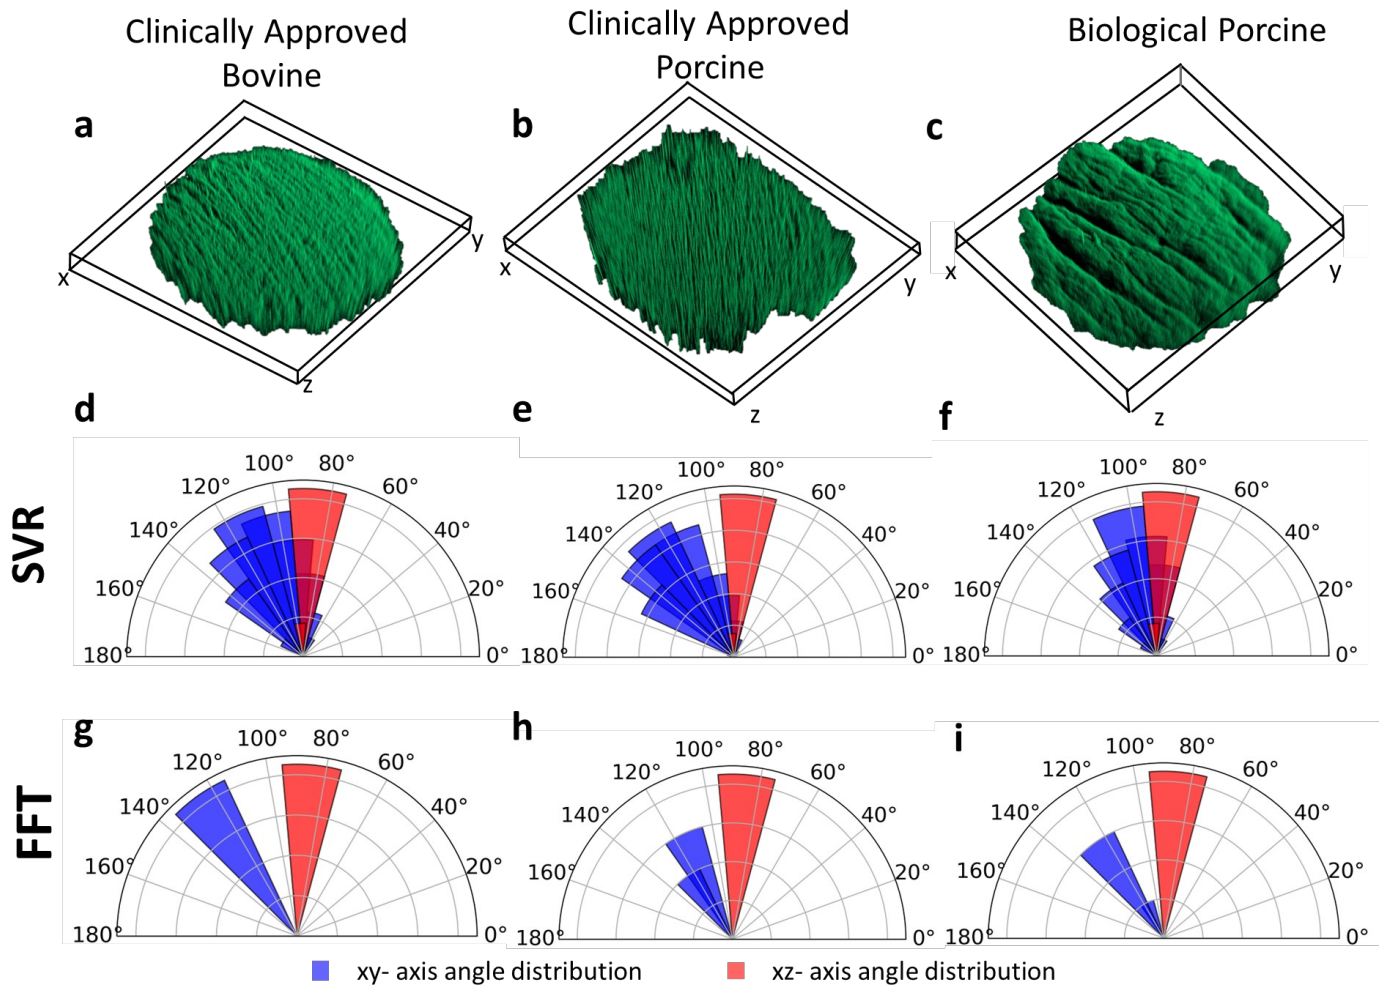 Clinically Approved
Bovine
Clinically Approved
Porcine
Biological Porcine
a
b
c
x
y
z
x
y
z
x
y
z
d
e
f
SVR
0°
20°
40°
60°
80°
100°
120°
140°
160°
180°
0°
20°
40°
60°
80°
100°
120°
140°
160°
180°
0°
20°
40°
60°
80°
100°
120°
140°
160°
180°
g
h
i
FFT
0°
20°
40°
60°
80°
100°
120°
140°
160°
180°
0°
20°
40°
60°
80°
100°
120°
140°
160°
180°
0°
20°
40°
60°
80°
100°
120°
140°
160°
180°
xy- axis angle distribution
xz- axis angle distribution